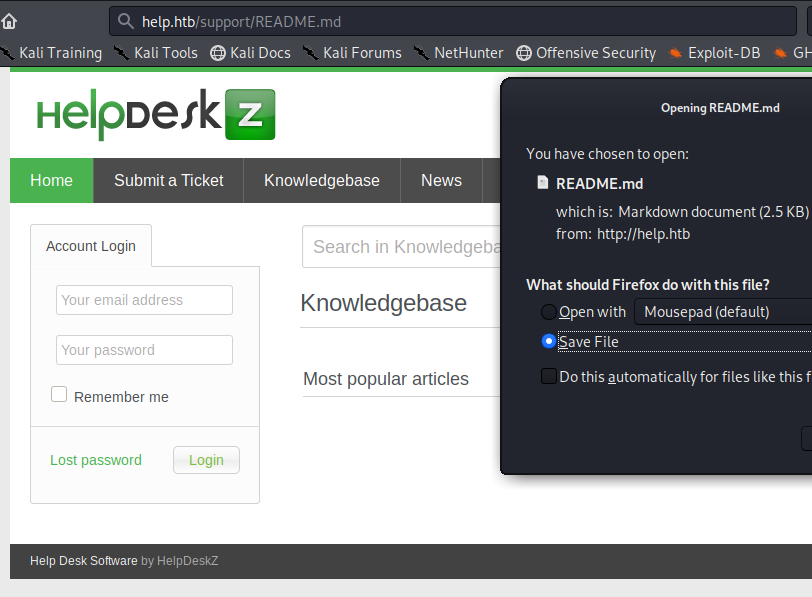 help.htb/support/README.md
Kali Training Kali Tools Kali Docs Kali Forums NetHunter Offensive Security Exploit-DB GH
HelpDesk Z
Home Submit a Ticket Knowledgebase News
Account Login
Your email address
Your password
Remember me
Lost password Login
Search in Knowledgeba
Knowledgebase
Most popular articles
Opening README.md
You have chosen to open:
README.md
which is: Markdown document (2.5 KB)
from: http://help.htb
What should Firefox do with this file?
Open with Mousepad (default)
Save File
Do this automatically for files like this f
Help Desk Software by HelpDeskZ